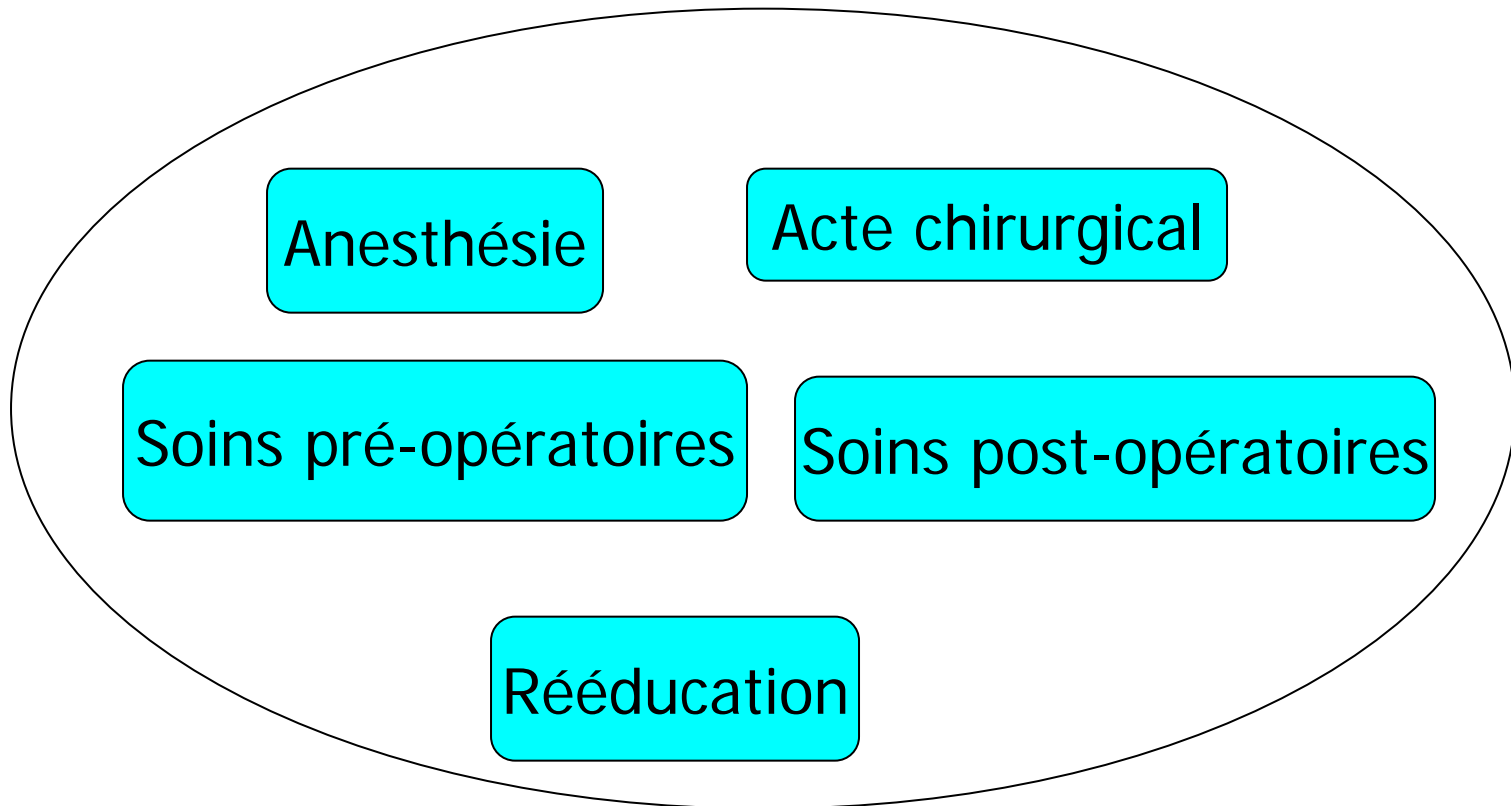 Anesthésie
Acte chirurgical
Soins pré-opératoires
Soins post-opératoires
Rééducation